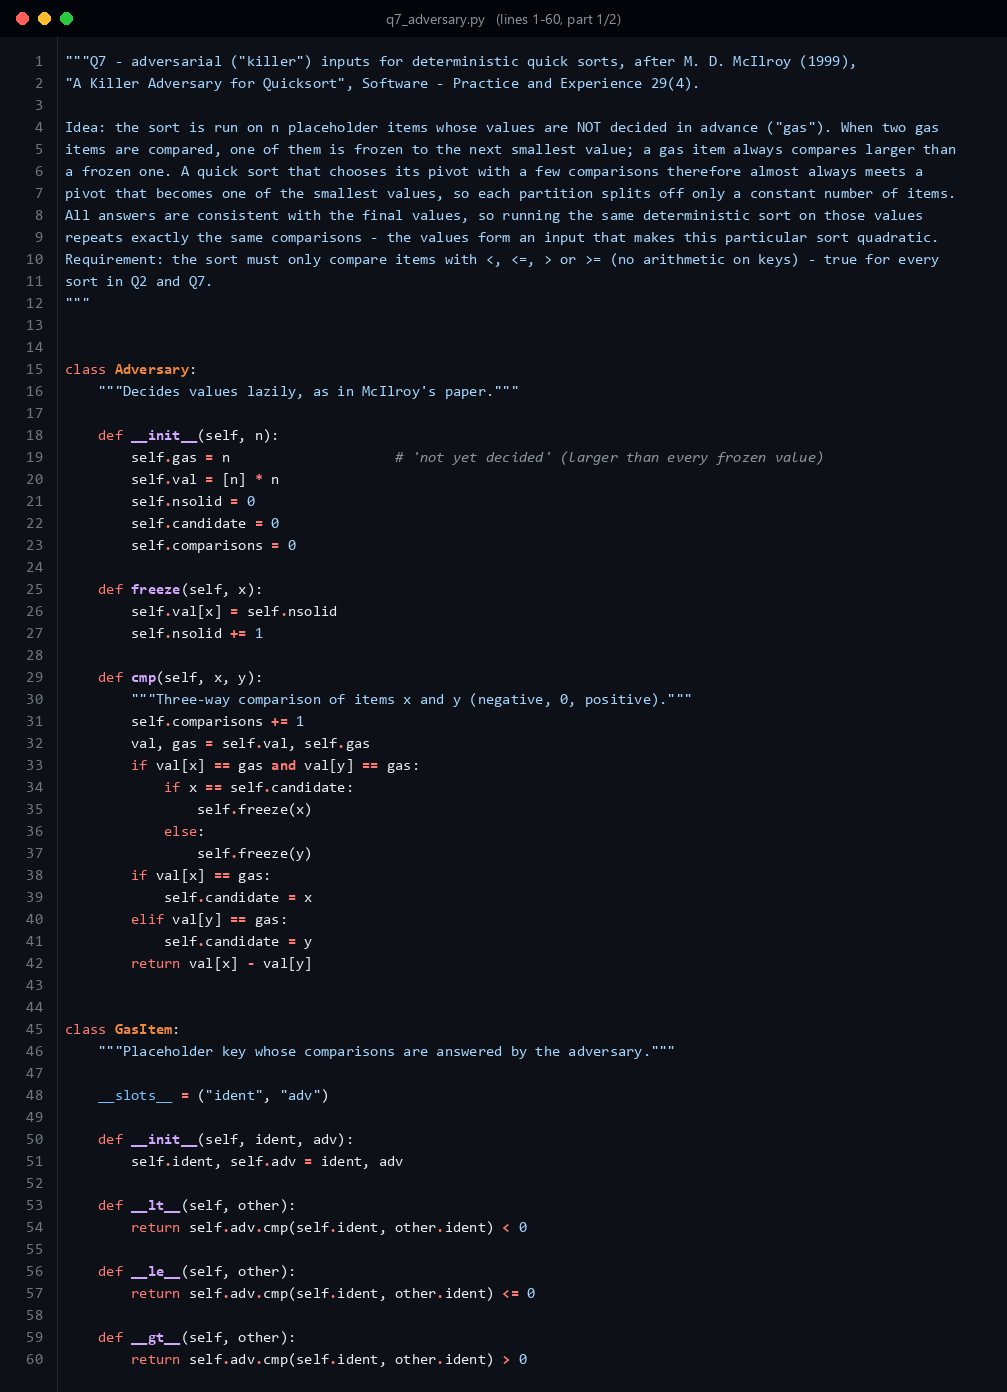 q7_adversary.py (lines 1-60, part 1/2)
1 """Q7 - adversarial ("killer") inputs for deterministic quick sorts, after M. D. McIlroy (1999),
2 "A Killer Adversary for Quicksort", Software - Practice and Experience 29(4).
3
4 Idea: the sort is run on n placeholder items whose values are NOT decided in advance ("gas"). When two gas
5 items are compared, one of them is frozen to the next smallest value; a gas item always compares larger than
6 a frozen one. A quick sort that chooses its pivot with a few comparisons therefore almost always meets a
7 pivot that becomes one of the smallest values, so each partition splits off only a constant number of items.
8 All answers are consistent with the final values, so running the same deterministic sort on those values
9 repeats exactly the same comparisons - the values form an input that makes this particular sort quadratic.
10 Requirement: the sort must only compare items with <, <=, > or >= (no arithmetic on keys) - true for every
11 sort in Q2 and Q7.
12 """
13
14
15 class Adversary:
16     """Decides values lazily, as in McIlroy's paper."""
17
18     def __init__(self, n):
19         self.gas = n                    # 'not yet decided' (larger than every frozen value)
20         self.val = [n] * n
21         self.nsolid = 0
22         self.candidate = 0
23         self.comparisons = 0
24
25     def freeze(self, x):
26         self.val[x] = self.nsolid
27         self.nsolid += 1
28
29     def cmp(self, x, y):
30         """Three-way comparison of items x and y (negative, 0, positive)."""
31         self.comparisons += 1
32         val, gas = self.val, self.gas
33         if val[x] == gas and val[y] == gas:
34             if x == self.candidate:
35                 self.freeze(x)
36             else:
37                 self.freeze(y)
38         if val[x] == gas:
39             self.candidate = x
40         elif val[y] == gas:
41             self.candidate = y
42         return val[x] - val[y]
43
44
45 class GasItem:
46     """Placeholder key whose comparisons are answered by the adversary."""
47
48     __slots__ = ("ident", "adv")
49
50     def __init__(self, ident, adv):
51         self.ident, self.adv = ident, adv
52
53     def __lt__(self, other):
54         return self.adv.cmp(self.ident, other.ident) < 0
55
56     def __le__(self, other):
57         return self.adv.cmp(self.ident, other.ident) <= 0
58
59     def __gt__(self, other):
60         return self.adv.cmp(self.ident, other.ident) > 0